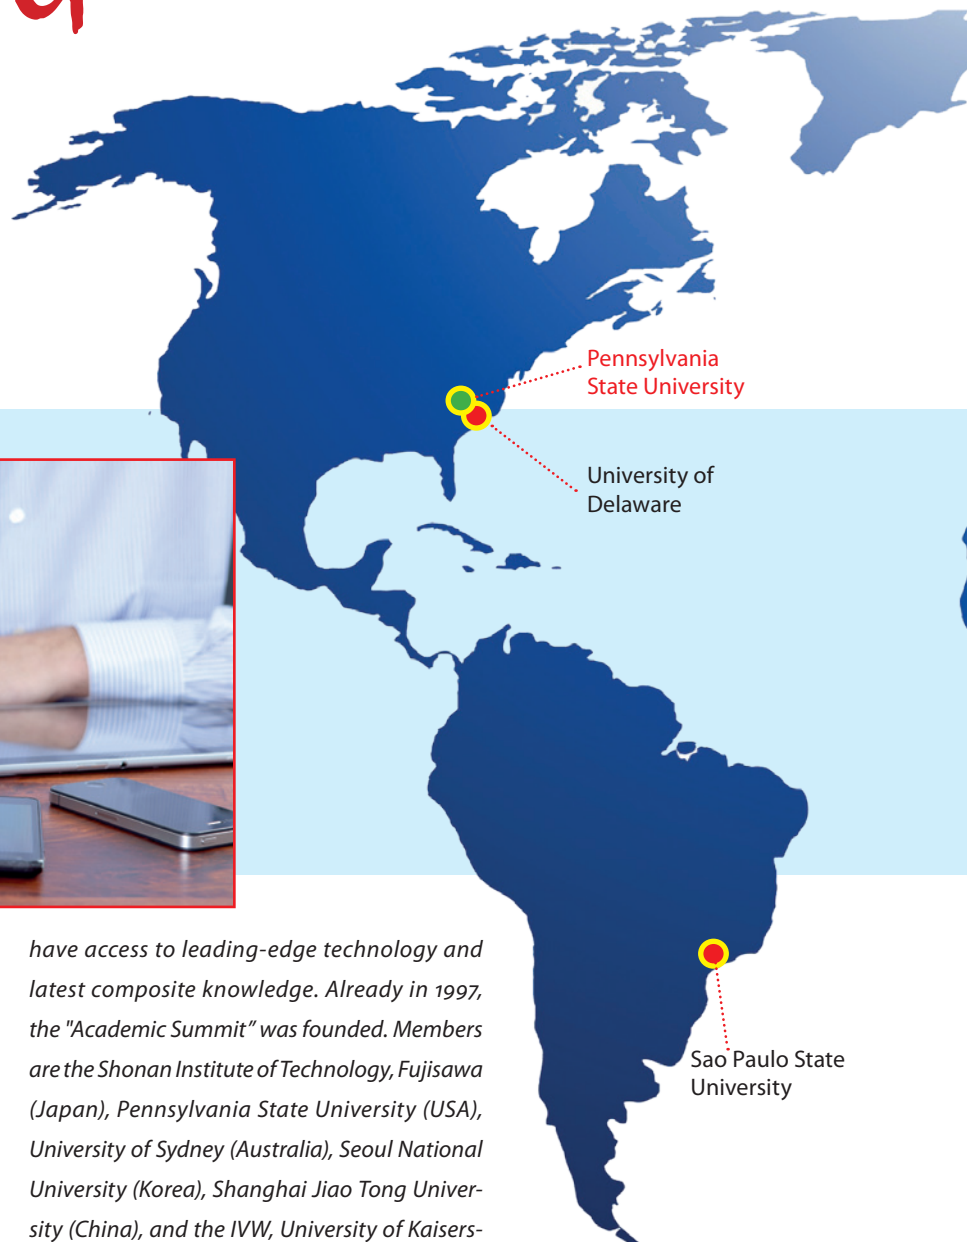 Pennsylvania
State University
University of
Delaware
have access to leading-edge technology and
latest composite knowledge. Already in 1997,
the "Academic Summit” was founded. Members
are the Shonan Institute of Technology, Fujisawa
(Japan), Pennsylvania State University (USA),
University of Sydney (Australia), Seoul National
University (Korea), Shanghai Jiao Tong Univer-
sity (China), and the IVW, University of Kaisers-
Sao Paulo State
University